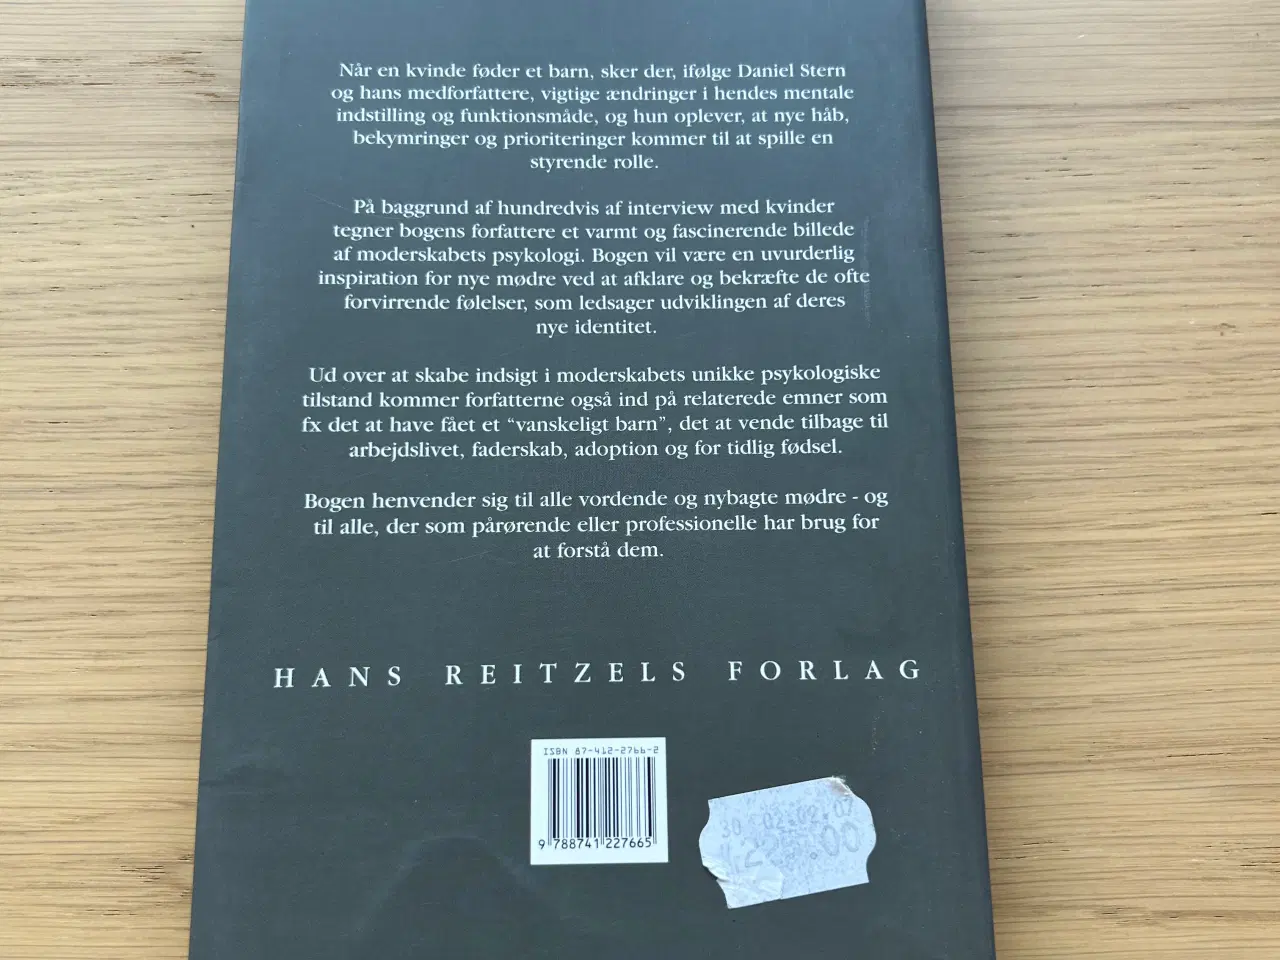 Når en kvinde føder et barn, sker der, ifølge Daniel Stern
og hans medforfattere, vigtige ændringer i hendes mentale
indstilling og funktionsmåde, og hun oplever, at nye håb,
bekymringer og prioriteringer kommer til at spille en
styrende rolle.
På baggrund af hundredvis af interview med kvinder
tegner bogens forfattere et varmt og fascinerende billede
af moderskabets psykologi. Bogen vil være en uvurderlig
inspiration for nye mødre ved at afklare og bekræfte de ofte
forvirrende følelser, som ledsager udviklingen af deres
nye identitet.
Ud over at skabe indsigt i moderskabets unikke psykologiske
tilstand kommer forfatterne også ind på relaterede emner som
fx det at have fået et “vanskeligt barn”, det at vende tilbage til
arbejdslivet, faderskab, adoption og for tidlig fødsel.
Bogen henvender sig til alle vordende og nybagte mødre - og
til alle, der som pårørende eller professionelle har brug for
at forstå dem.
HANS REITZELS FORLAG
ISBN 87-412-2766-2
9 788741 227665
30 02.02.07